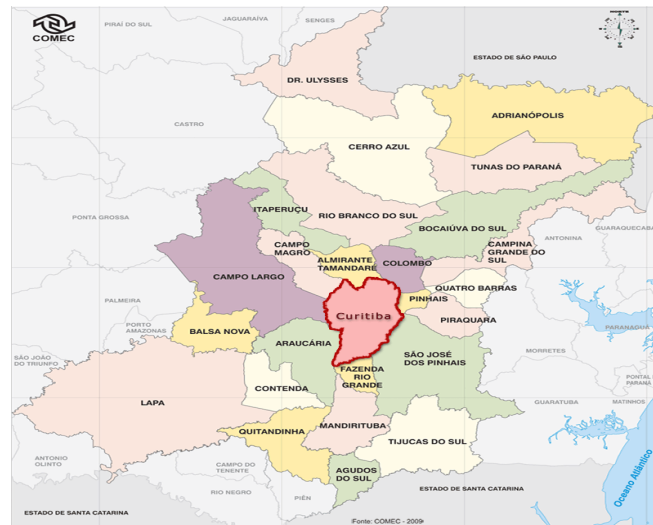 COMEC
NORTE
PIRAÍ DO SUL
JAGUARAÍVA
SENGES
ESTADO DE SÃO PAULO
DR. ULYSSES
ADRIANÓPOLIS
CASTRO
CERRO AZUL
TUNAS DO PARANÁ
ITAPERUÇU
RIO BRANCO DO SUL
BOCAIÚVA DO SUL
PONTA GROSSA
GUARAQUEÇABA
ANTONINA
CAMPO
MAGRO
CAMPINA
GRANDE DO
SUL
ALMIRANTE
TAMANDARÉ
COLOMBO
CAMPO LARGO
QUATRO BARRAS
PALMEIRA
PINHAIS
Curitiba
PIRAQUARA
PARANAGUÁ
PORTO
AMAZONAS
BALSA NOVA
ARAUCÁRIA
SÃO JOSÉ
DOS PINHAIS
MORRETES
SÃO JOÃO
DO TRIUNFO
FAZENDA
RIO
GRANDE
CONTENDA
PONTAL
PARANÁ
LAPA
GUARATUBA
MATINHOS
MANDIRITUBA
QUITANDINHA
TIJUCAS DO SUL
ANTONIO
OLINTO
CAMPO DO
TENENTE
AGUDOS
DO SUL
RIO NEGRO
PIÊN
ESTADO DE SANTA CATARINA
Oceano Atlântico
ESTADO DE SANTA CATARINA
Fonte: COMEC - 2009